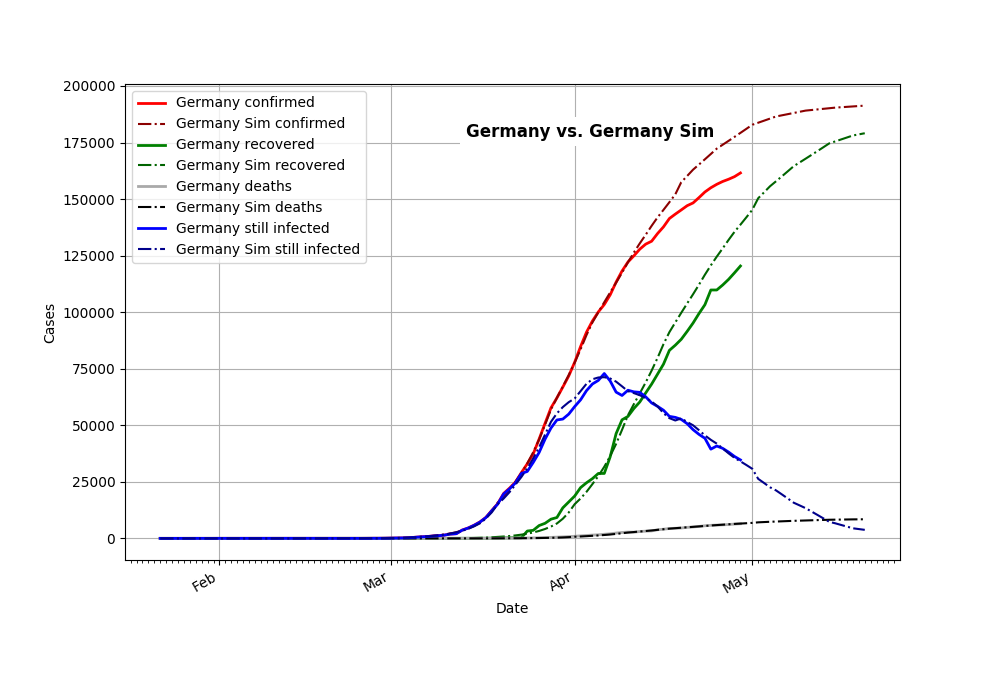 Germany vs. Germany Sim
Germany confirmed
Germany Sim confirmed
Germany recovered
Germany Sim recovered
Germany deaths
Germany Sim deaths
Germany still infected
Germany Sim still infected
200000
175000
150000
125000
100000
75000
50000
25000
0
Cases
Feb
Mar
Apr
May
Date